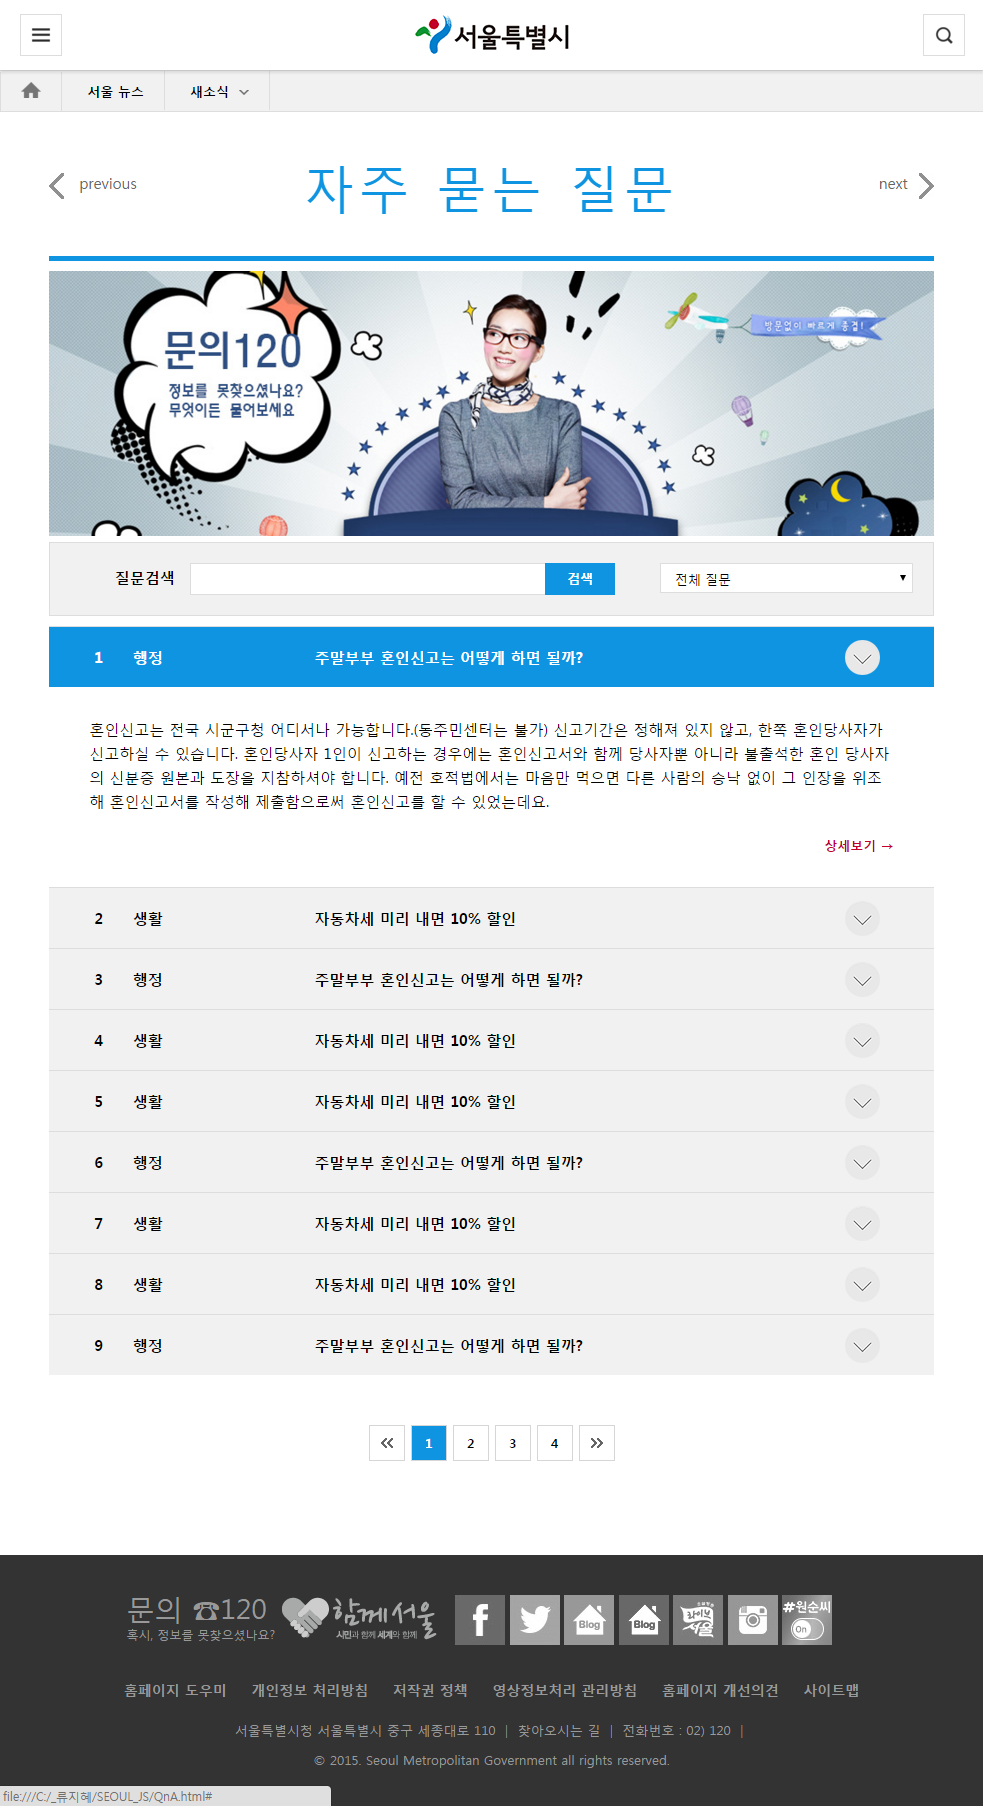 서울특별시
서울 뉴스
새소식
previous
자주 묻는 질문
next
문의120
정보를 못찾으셨나요?
무엇이든 물어보세요
방문없이 빠르게 종결!
질문검색
검색
전체 질문
1 행정 주말부부 혼인신고는 어떻게 하면 될까?
혼인신고는 전국 시군구청 어디서나 가능합니다.(동주민센터는 불가) 신고기간은 정해져 있지 않고, 한쪽 혼인당사자가
신고하실 수 있습니다. 혼인당사자 1인이 신고하는 경우에는 혼인신고서와 함께 당사자뿐 아니라 불출석한 혼인 당사자
의 신분증 원본과 도장을 지참하셔야 합니다. 예전 호적법에서는 마음만 먹으면 다른 사람의 승낙 없이 그 인장을 위조
해 혼인신고서를 작성해 제출함으로써 혼인신고를 할 수 있었는데요.
상세보기 →
2 생활 자동차세 미리 내면 10% 할인
3 행정 주말부부 혼인신고는 어떻게 하면 될까?
4 생활 자동차세 미리 내면 10% 할인
5 생활 자동차세 미리 내면 10% 할인
6 행정 주말부부 혼인신고는 어떻게 하면 될까?
7 생활 자동차세 미리 내면 10% 할인
8 생활 자동차세 미리 내면 10% 할인
9 행정 주말부부 혼인신고는 어떻게 하면 될까?
1 2 3 4
문의 ☎120
혹시, 정보를 못찾으셨나요?
함께서울
시민과 함께 세계와 함께
f
Blog
Blog
라이브
서울
#원순씨
On
홈페이지 도우미 개인정보 처리방침 저작권 정책 영상정보처리 관리방침 홈페이지 개선의견 사이트맵
서울특별시청 서울특별시 중구 세종대로 110 | 찾아오시는 길 | 전화번호 : 02) 120 |
© 2015. Seoul Metropolitan Government all rights reserved.
file:///C:/_류지혜/SEOUL_JS/QnA.html#